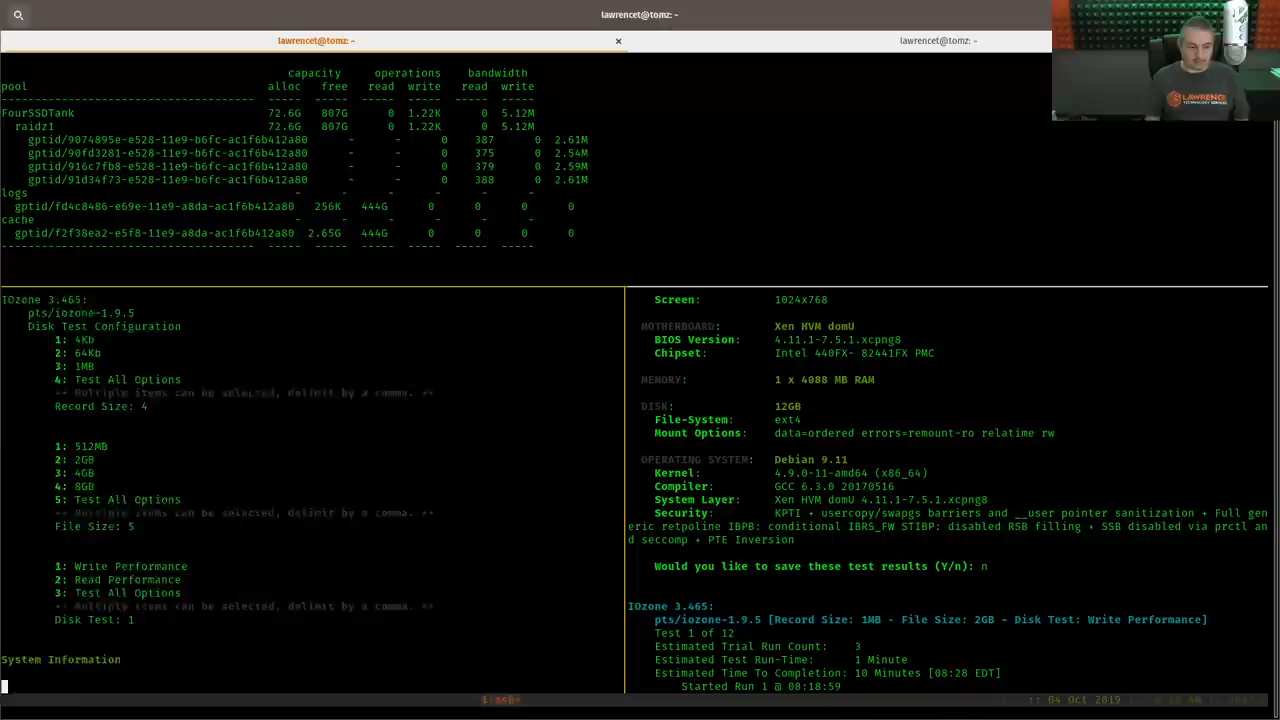 lawrencet@tomz: ~
lawrencet@tomz: ~
lawrencet@tomz: ~
LAWRENCE
TECHNOLOGY SERVICES
capacity operations bandwidth
pool alloc free read write read write
---------------------------------- ----- ----- ----- ----- ----- -----
FourSSDTank 72.6G 807G 0 1.22K 0 5.12M
raidz1 72.6G 807G 0 1.22K 0 5.12M
gptid/9074895e-e528-11e9-b6fc-ac1f6b412a80 - - 0 387 0 2.61M
gptid/90fd3281-e528-11e9-b6fc-ac1f6b412a80 - - 0 375 0 2.54M
gptid/916c7fb8-e528-11e9-b6fc-ac1f6b412a80 - - 0 379 0 2.59M
gptid/91d34f73-e528-11e9-b6fc-ac1f6b412a80 - - 0 388 0 2.61M
logs - - - - - -
gptid/fd4c8486-e69e-11e9-a8da-ac1f6b412a80 256K 444G 0 0 0 0
cache - - - - - -
gptid/f2f38ea2-e5f8-11e9-a8da-ac1f6b412a80 2.65G 444G 0 0 0 0
---------------------------------- ----- ----- ----- ----- ----- -----
IOzone 3.465:
pts/iozone-1.9.5
Disk Test Configuration
1: 4Kb
2: 64Kb
3: 1MB
4: Test All Options
** Multiple items can be selected, delimit by a comma. **
Record Size: 4
1: 512MB
2: 2GB
3: 4GB
4: 8GB
5: Test All Options
** Multiple items can be selected, delimit by a comma. **
File Size: 5
1: Write Performance
2: Read Performance
3: Test All Options
** Multiple items can be selected, delimit by a comma. **
Disk Test: 1
System Information
Screen: 1024x768
MOTHERBOARD: Xen HVM domU
BIOS Version: 4.11.1-7.5.1.xcpng8
Chipset: Intel 440FX- 82441FX PMC
MEMORY: 1 x 4088 MB RAM
DISK: 12GB
File-System: ext4
Mount Options: data=ordered errors=remount-ro relatime rw
OPERATING SYSTEM: Debian 9.11
Kernel: 4.9.0-11-amd64 (x86_64)
Compiler: GCC 6.3.0 20170516
System Layer: Xen HVM domU 4.11.1-7.5.1.xcpng8
Security: KPTI + usercopy/swapgs barriers and __user pointer sanitization + Full gen
eric retpoline IBPB: conditional IBRS_FW STIBP: disabled RSB filling + SSB disabled via prctl an
d seccomp + PTE Inversion
Would you like to save these test results (Y/n): n
IOzone 3.465:
pts/iozone-1.9.5 [Record Size: 1MB - File Size: 2GB - Disk Test: Write Performance]
Test 1 of 12
Estimated Trial Run Count: 3
Estimated Test Run-Time: 1 Minute
Estimated Time To Completion: 10 Minutes [08:28 EDT]
Started Run 1 @ 08:18:59
:: 04 Oct 2019